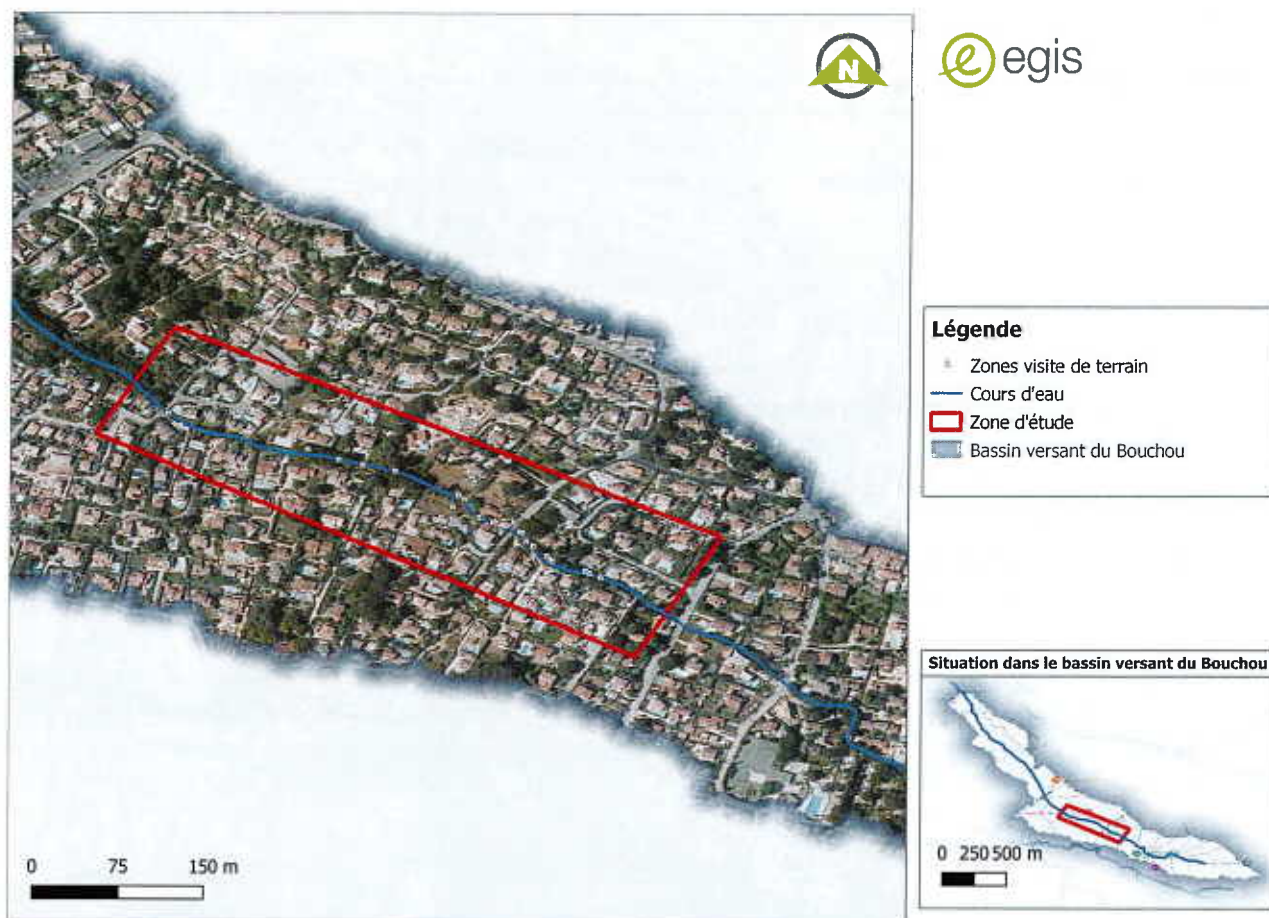 N
egis
Légende
Zones visite de terrain
Cours d'eau
Zone d'étude
Bassin versant du Bouchou
Situation dans le bassin versant du Bouchou
0 250 500 m
0 75 150 m